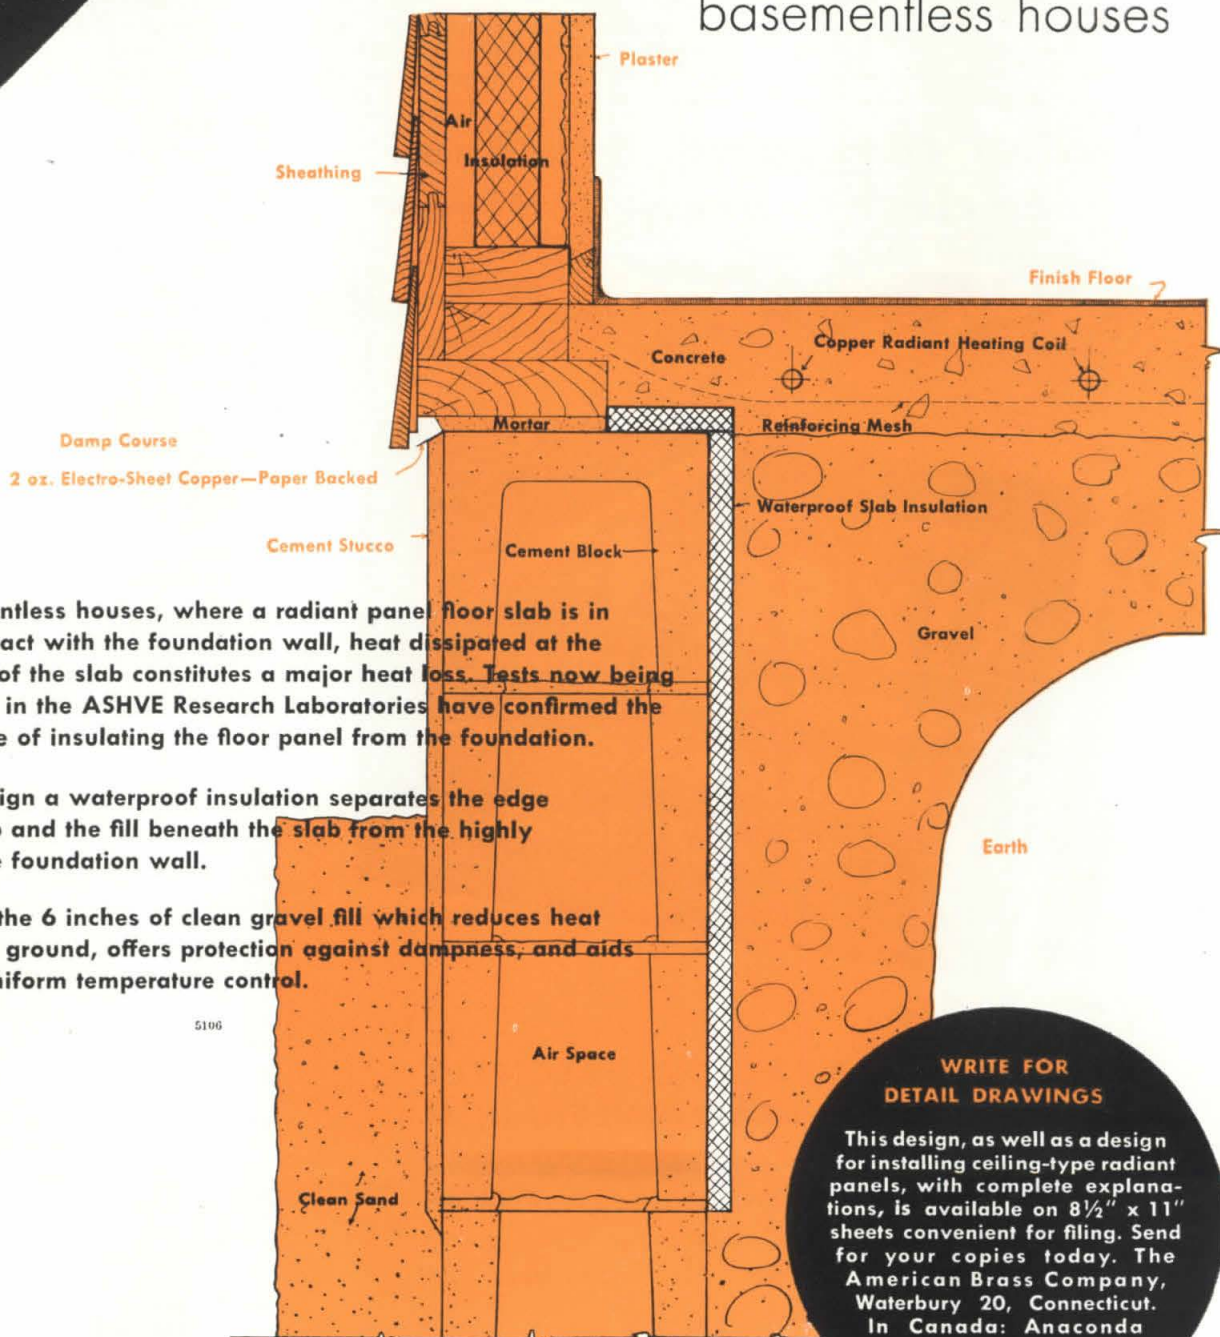 basementless houses
Plaster
Air
Insulation
Sheathing
Finish Floor
Copper Radiant Heating Coil
Concrete
Mortar
Reinforcing Mesh
Damp Course
2 oz. Electro-Sheet Copper—Paper Backed
Waterproof Slab Insulation
Cement Stucco
Cement Block
Gravel
ntless houses, where a radiant panel floor slab is in
act with the foundation wall, heat dissipated at the
of the slab constitutes a major heat loss. Tests now being
in the ASHVE Research Laboratories have confirmed the
e of insulating the floor panel from the foundation.
ign a waterproof insulation separates the edge
and the fill beneath the slab from the highly
e foundation wall.
the 6 inches of clean gravel fill which reduces heat
ground, offers protection against dampness, and aids
niform temperature control.
5106
Earth
Air Space
Clean Sand
WRITE FOR
DETAIL DRAWINGS
This design, as well as a design
for installing ceiling-type radiant
panels, with complete explana-
tions, is available on 8½" x 11"
sheets convenient for filing. Send
for your copies today. The
American Brass Company,
Waterbury 20, Connecticut.
In Canada: Anaconda